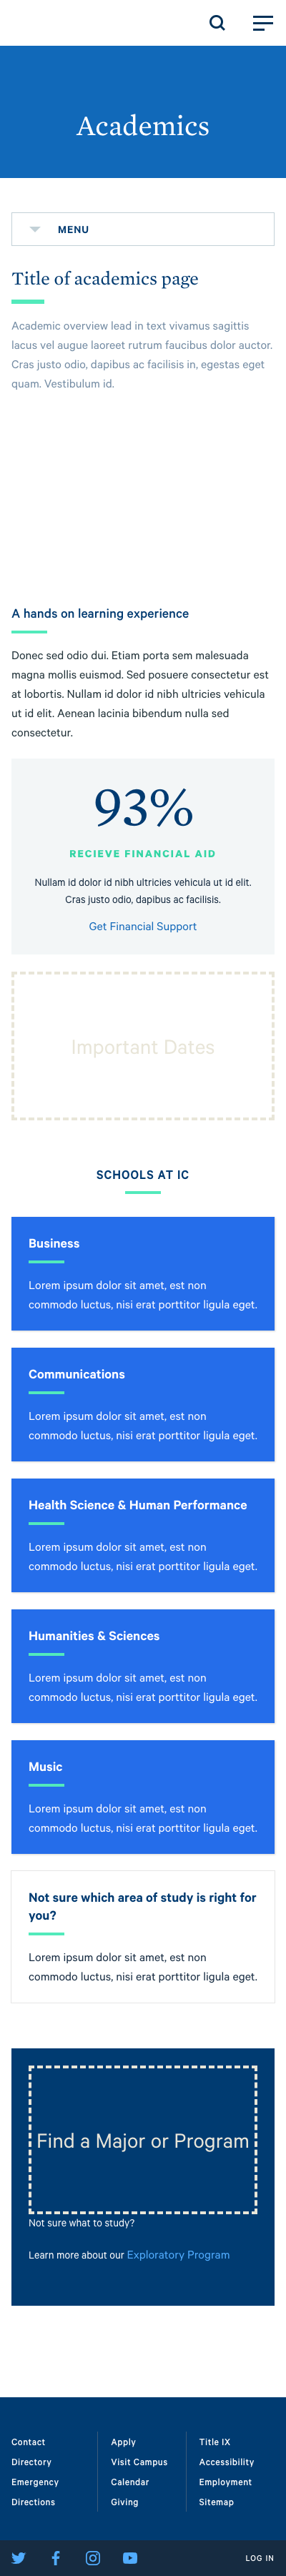 Academics
MENU
Title of academics page
Academic overview lead in text vivamus sagittis
lacus vel augue laoreet rutrum faucibus dolor auctor.
Cras justo odio, dapibus ac facilisis in, egestas eget
quam. Vestibulum id.
A hands on learning experience
Donec sed odio dui. Etiam porta sem malesuada
magna mollis euismod. Sed posuere consectetur est
at lobortis. Nullam id dolor id nibh ultricies vehicula
ut id elit. Aenean lacinia bibendum nulla sed
consectetur.
93%
RECIEVE FINANCIAL AID
Nullam id dolor id nibh ultricies vehicula ut id elit.
Cras justo odio, dapibus ac facilisis.
Get Financial Support
Important Dates
SCHOOLS AT IC
Business
Lorem ipsum dolor sit amet, est non
commodo luctus, nisi erat porttitor ligula eget.
Communications
Lorem ipsum dolor sit amet, est non
commodo luctus, nisi erat porttitor ligula eget.
Health Science & Human Performance
Lorem ipsum dolor sit amet, est non
commodo luctus, nisi erat porttitor ligula eget.
Humanities & Sciences
Lorem ipsum dolor sit amet, est non
commodo luctus, nisi erat porttitor ligula eget.
Music
Lorem ipsum dolor sit amet, est non
commodo luctus, nisi erat porttitor ligula eget.
Not sure which area of study is right for
you?
Lorem ipsum dolor sit amet, est non
commodo luctus, nisi erat porttitor ligula eget.
Find a Major or Program
Not sure what to study?
Learn more about our Exploratory Program
Contact
Directory
Emergency
Directions
Apply
Visit Campus
Calendar
Giving
Title IX
Accessibility
Employment
Sitemap
LOG IN